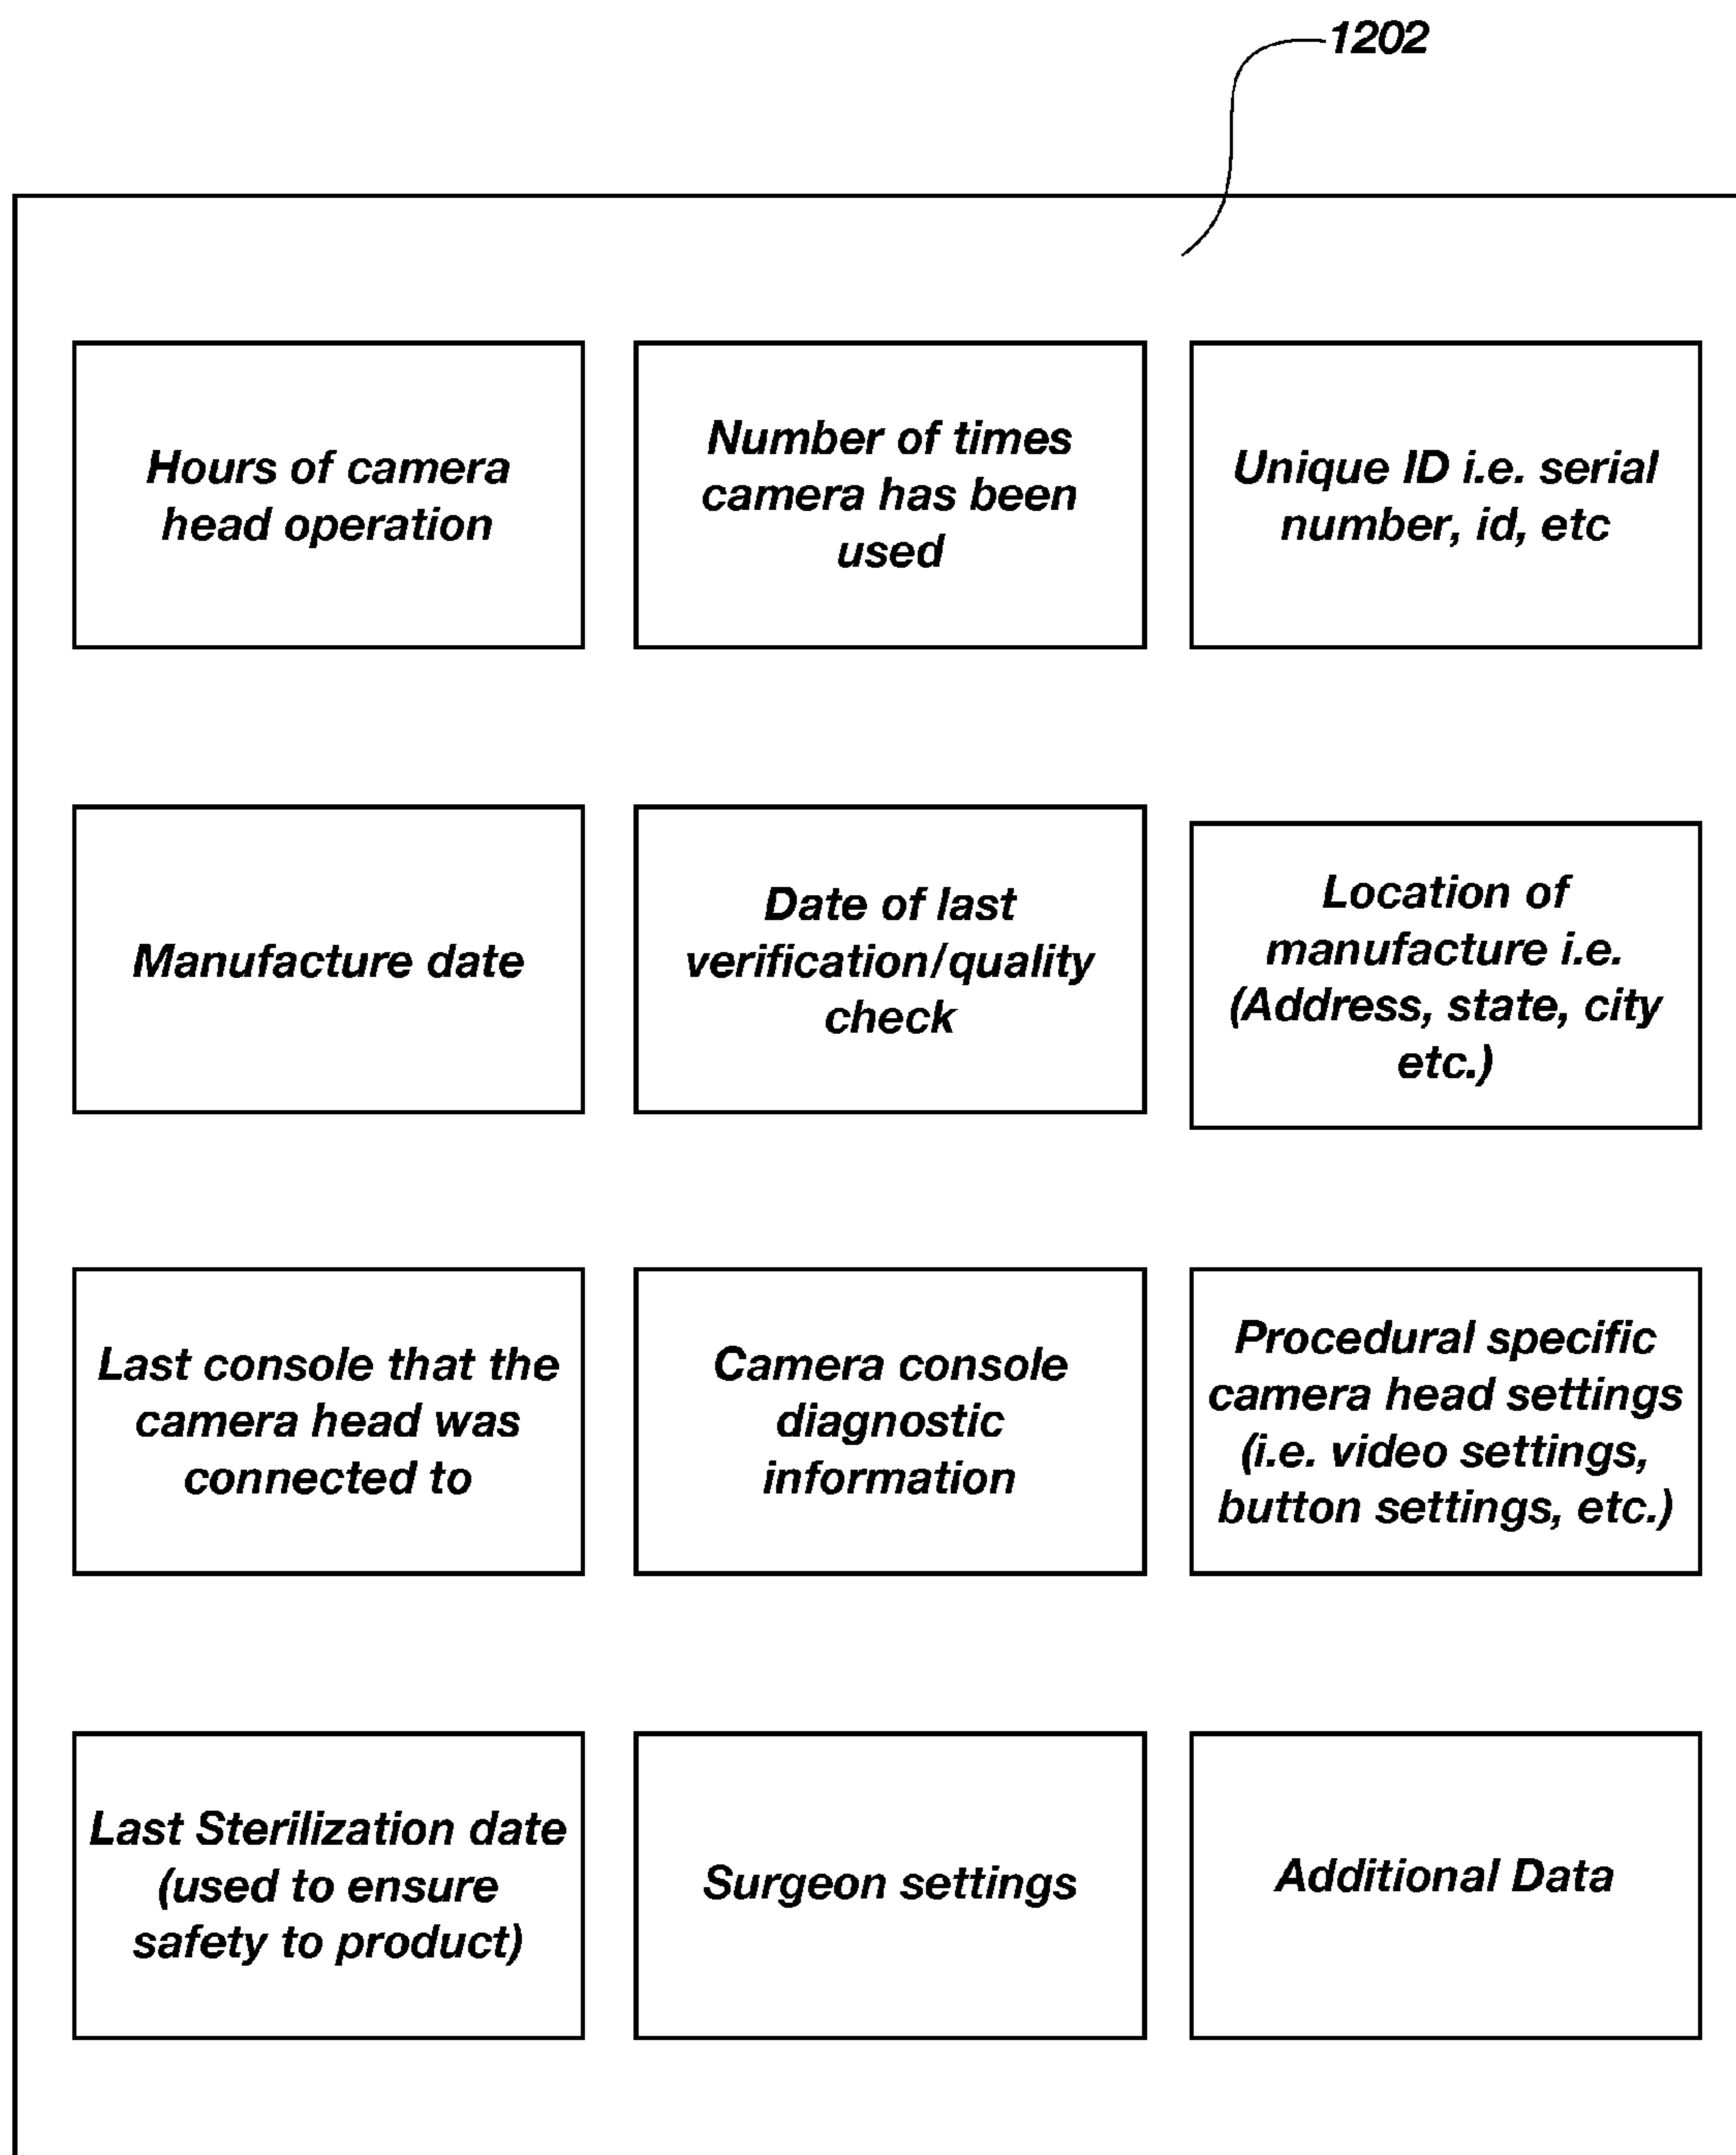 1202
Hours of camera
head operation
Number of times
camera has been
used
Unique ID i.e. serial
number, id, etc
Manufacture date
Date of last
verification/quality
check
Location of
manufacture i.e.
(Address, state, city
etc.)
Last console that the
camera head was
connected to
Camera console
diagnostic
information
Procedural specific
camera head settings
(i.e. video settings,
button settings, etc.)
Last Sterilization date
(used to ensure
safety to product)
Surgeon settings
Additional Data